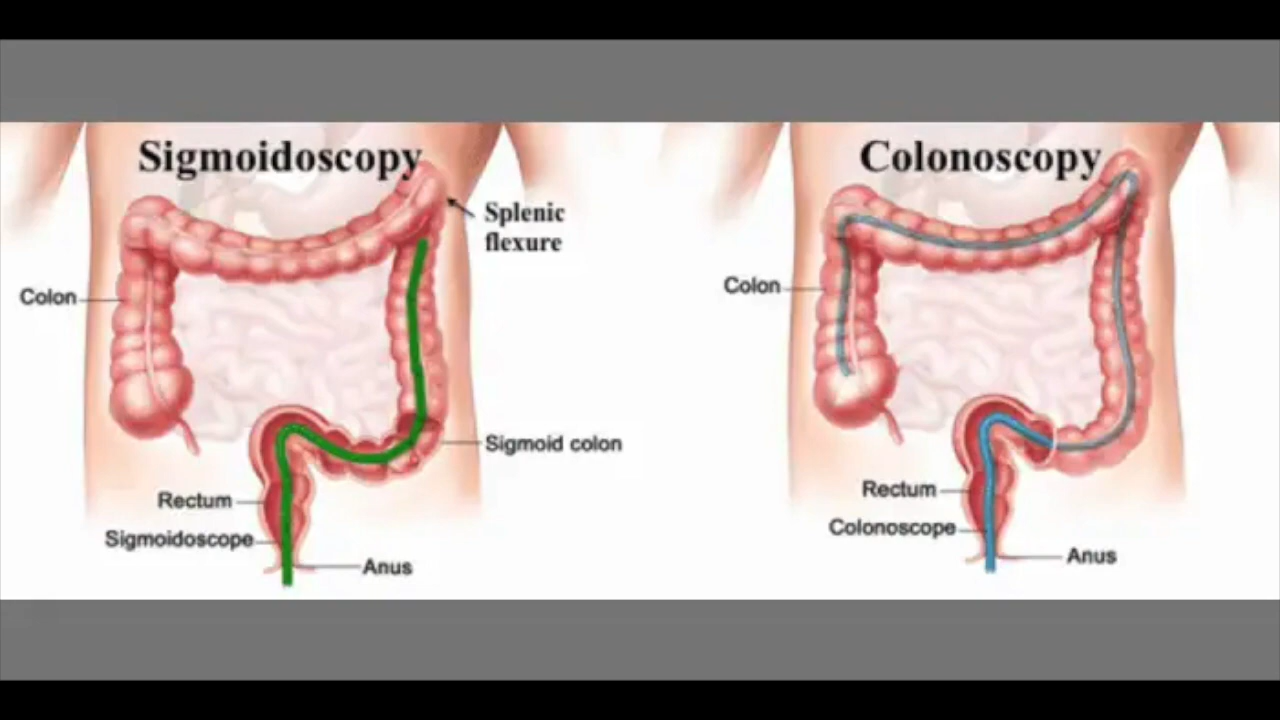 Sigmoidoscopy
Splenic
flexure
Colon
Sigmoid colon
Rectum
Sigmoidoscope
Anus
Colonoscopy
Colon
Rectum
Colonoscope
Anus